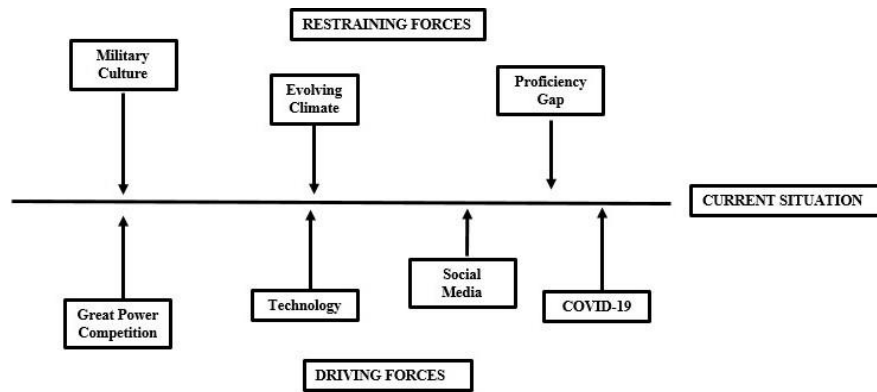 RESTRAINING FORCES
Military
Culture
Evolving
Climate
Proficiency
Gap
CURRENT SITUATION
Great Power
Competition
Technology
Social
Media
COVID-19
DRIVING FORCES